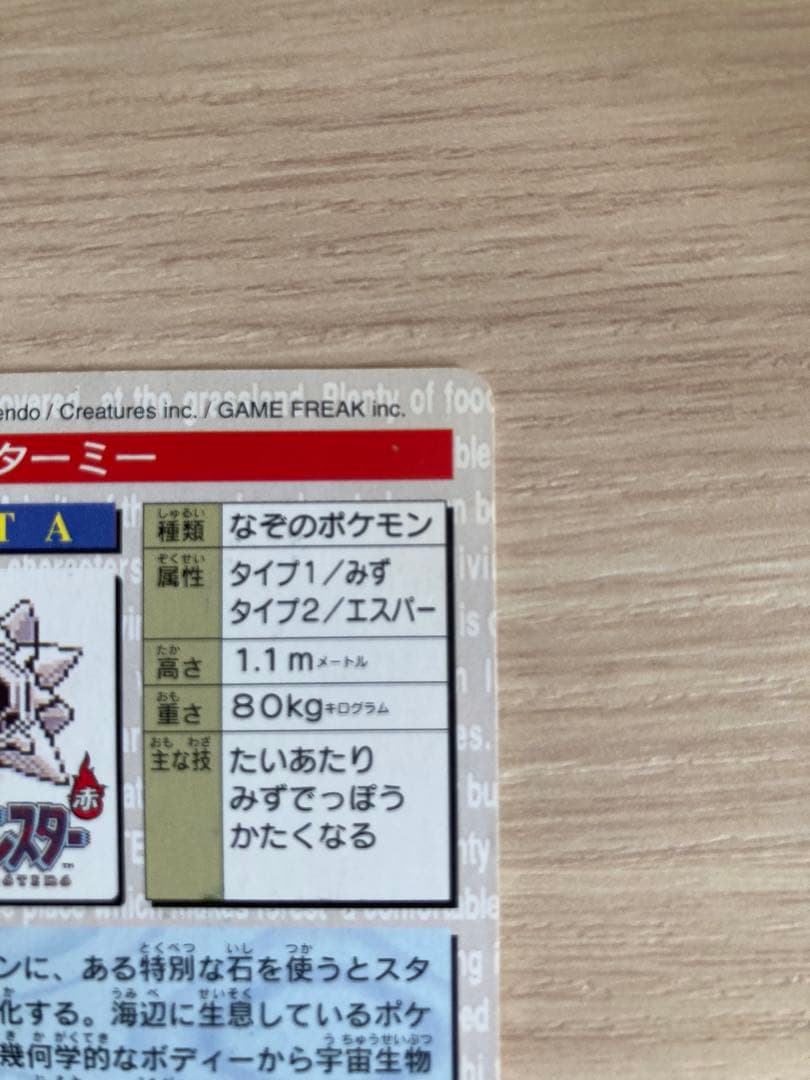 endo / Creatures inc. / GAME FREAK inc.
ターミー
T A
しゅるい
種類 なぞのポケモン
ぞくせい
属性 タイプ1/みず
タイプ2/エスパー
たか
高さ 1.1mメートル
おも
重さ 80kgキログラム
おも わざ
主な技 たいあたり
みずでっぽう
かたくなる
赤
スター
とくべつ いし つか
ンに、ある特別な石を使うとスタ
か うみべ せいそく
化する。海辺に生息しているポケ
きかがくてき うちゅうせいぶつ
幾何学的なボディーから宇宙生物